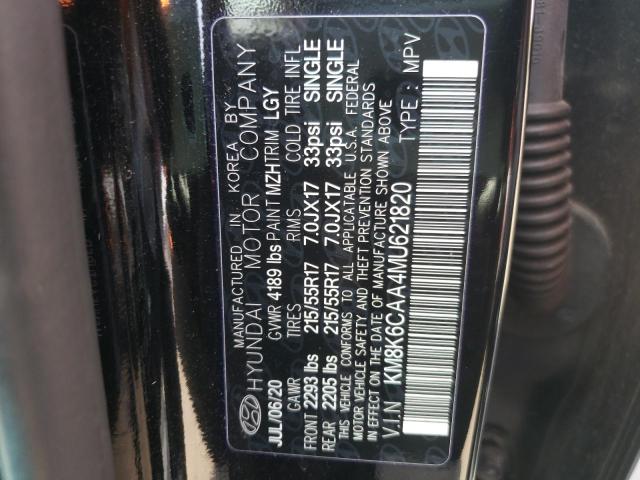 MANUFACTURED IN KOREA BY
HYUNDAI MOTOR COMPANY
JUL/06/20 GVWR 4189 lbs PAINT MZH TRIM LGY
GAWR TIRES RIMS COLD TIRE INFL
FRONT 2293 lbs 215/55R17 7.0JX17 33psi SINGLE
REAR 2205 lbs 215/55R17 7.0JX17 33psi SINGLE
THIS VEHICLE CONFORMS TO ALL APPLICATABLE U.S.A. FEDERAL
MOTOR VEHICLE SAFETY AND THEFT PREVENTION STANDARDS
IN EFFECT ON THE DATE OF MANUFACTURE SHOWN ABOVE
V.I.N KM8K6CAA4MU621820 TYPE : MPV